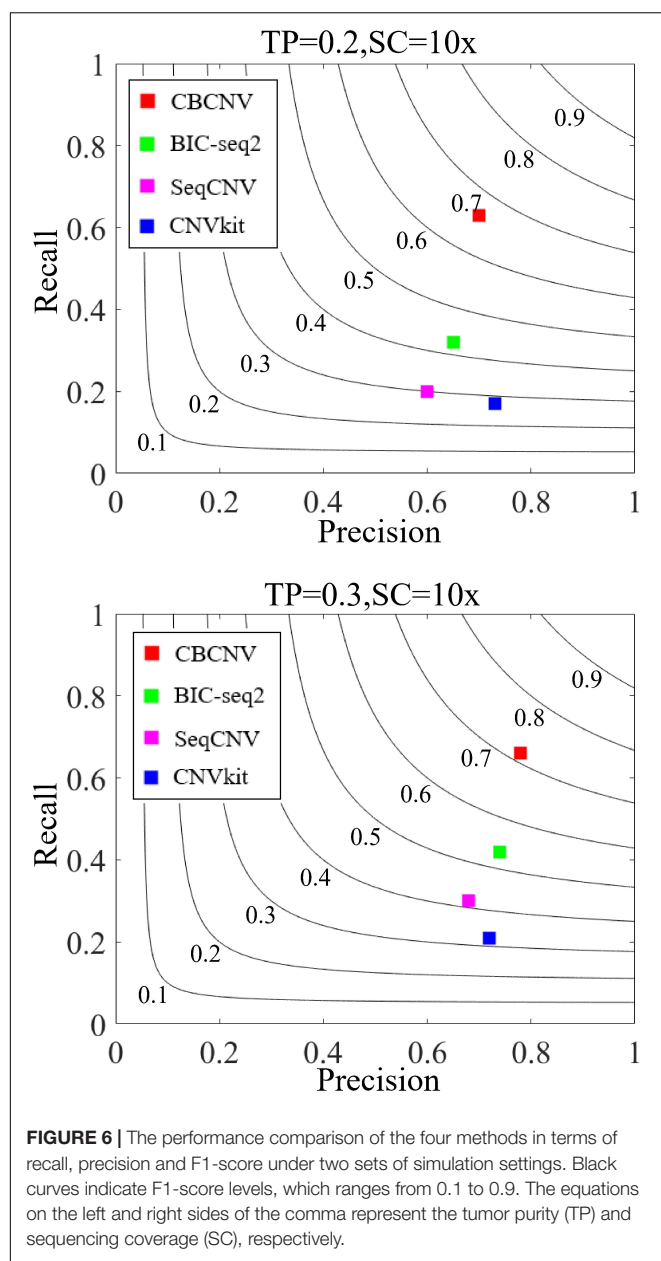 TP=0.2,SC=10x
1
0.8
0.6
0.4
0.2
0
Recall
CBCNV
BIC-seq2
SeqCNV
CNVkit
0.9
0.8
0.7
0.6
0.5
0.4
0.3
0.2
0.1
0 0.2 0.4 0.6 0.8 1
Precision
TP=0.3,SC=10x
1
0.8
0.6
0.4
0.2
0
Recall
CBCNV
BIC-seq2
SeqCNV
CNVkit
0.9
0.8
0.7
0.6
0.5
0.4
0.3
0.2
0.1
0 0.2 0.4 0.6 0.8 1
Precision
FIGURE 6 | The performance comparison of the four methods in terms of
recall, precision and F1-score under two sets of simulation settings. Black
curves indicate F1-score levels, which ranges from 0.1 to 0.9. The equations
on the left and right sides of the comma represent the tumor purity (TP) and
sequencing coverage (SC), respectively.